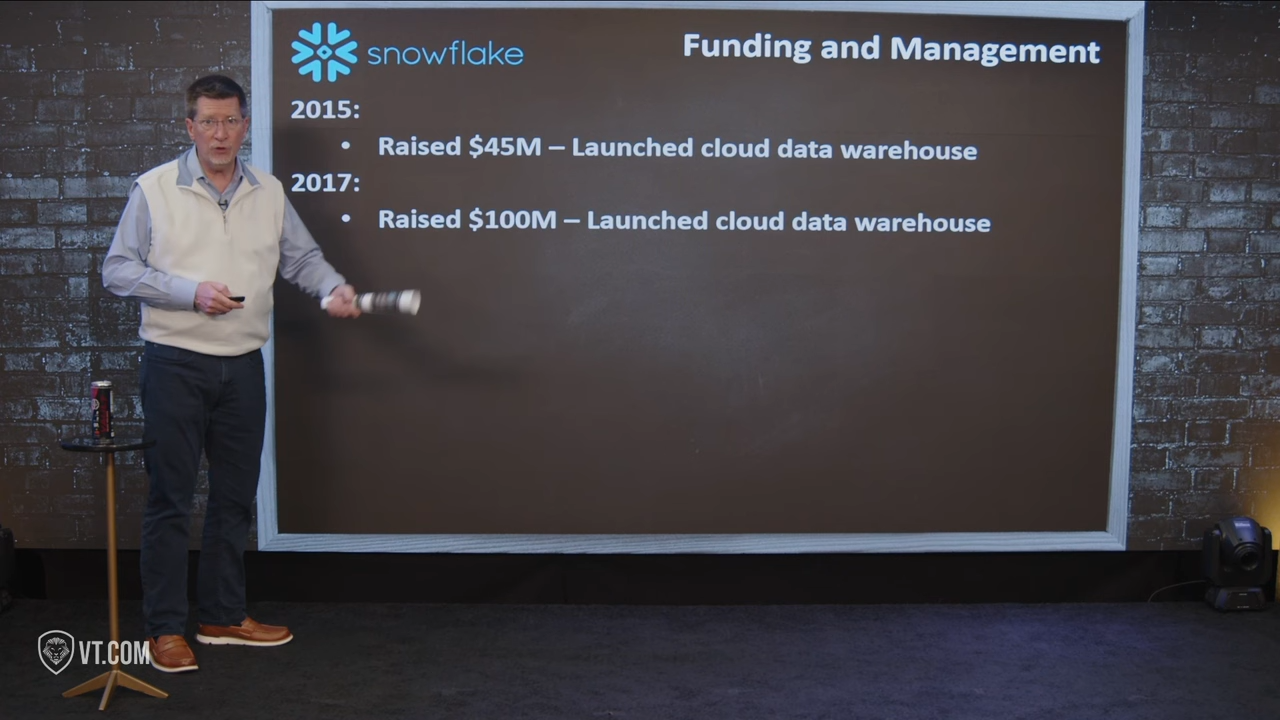 snowflake
Funding and Management
2015:
• Raised $45M – Launched cloud data warehouse
2017:
• Raised $100M – Launched cloud data warehouse
VT.COM